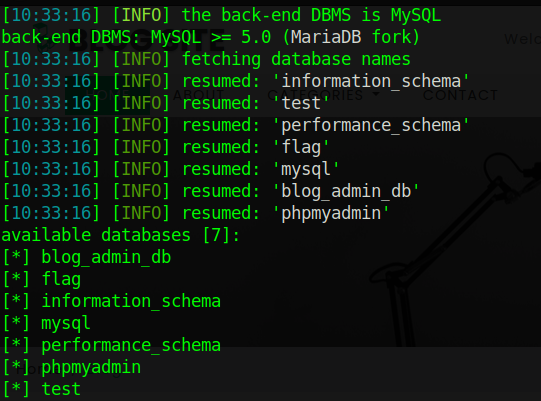 [10:33:16] [INFO] the back-end DBMS is MySQL
back-end DBMS: MySQL >= 5.0 (MariaDB fork)
[10:33:16] [INFO] fetching database names
[10:33:16] [INFO] resumed: 'information_schema'
[10:33:16] [INFO] resumed: 'test'
[10:33:16] [INFO] resumed: 'performance_schema'
[10:33:16] [INFO] resumed: 'flag'
[10:33:16] [INFO] resumed: 'mysql'
[10:33:16] [INFO] resumed: 'blog_admin_db'
[10:33:16] [INFO] resumed: 'phpmyadmin'
available databases [7]:
[*] blog_admin_db
[*] flag
[*] information_schema
[*] mysql
[*] performance_schema
[*] phpmyadmin
[*] test
ABOUT
CATEGORIES
CONTACT